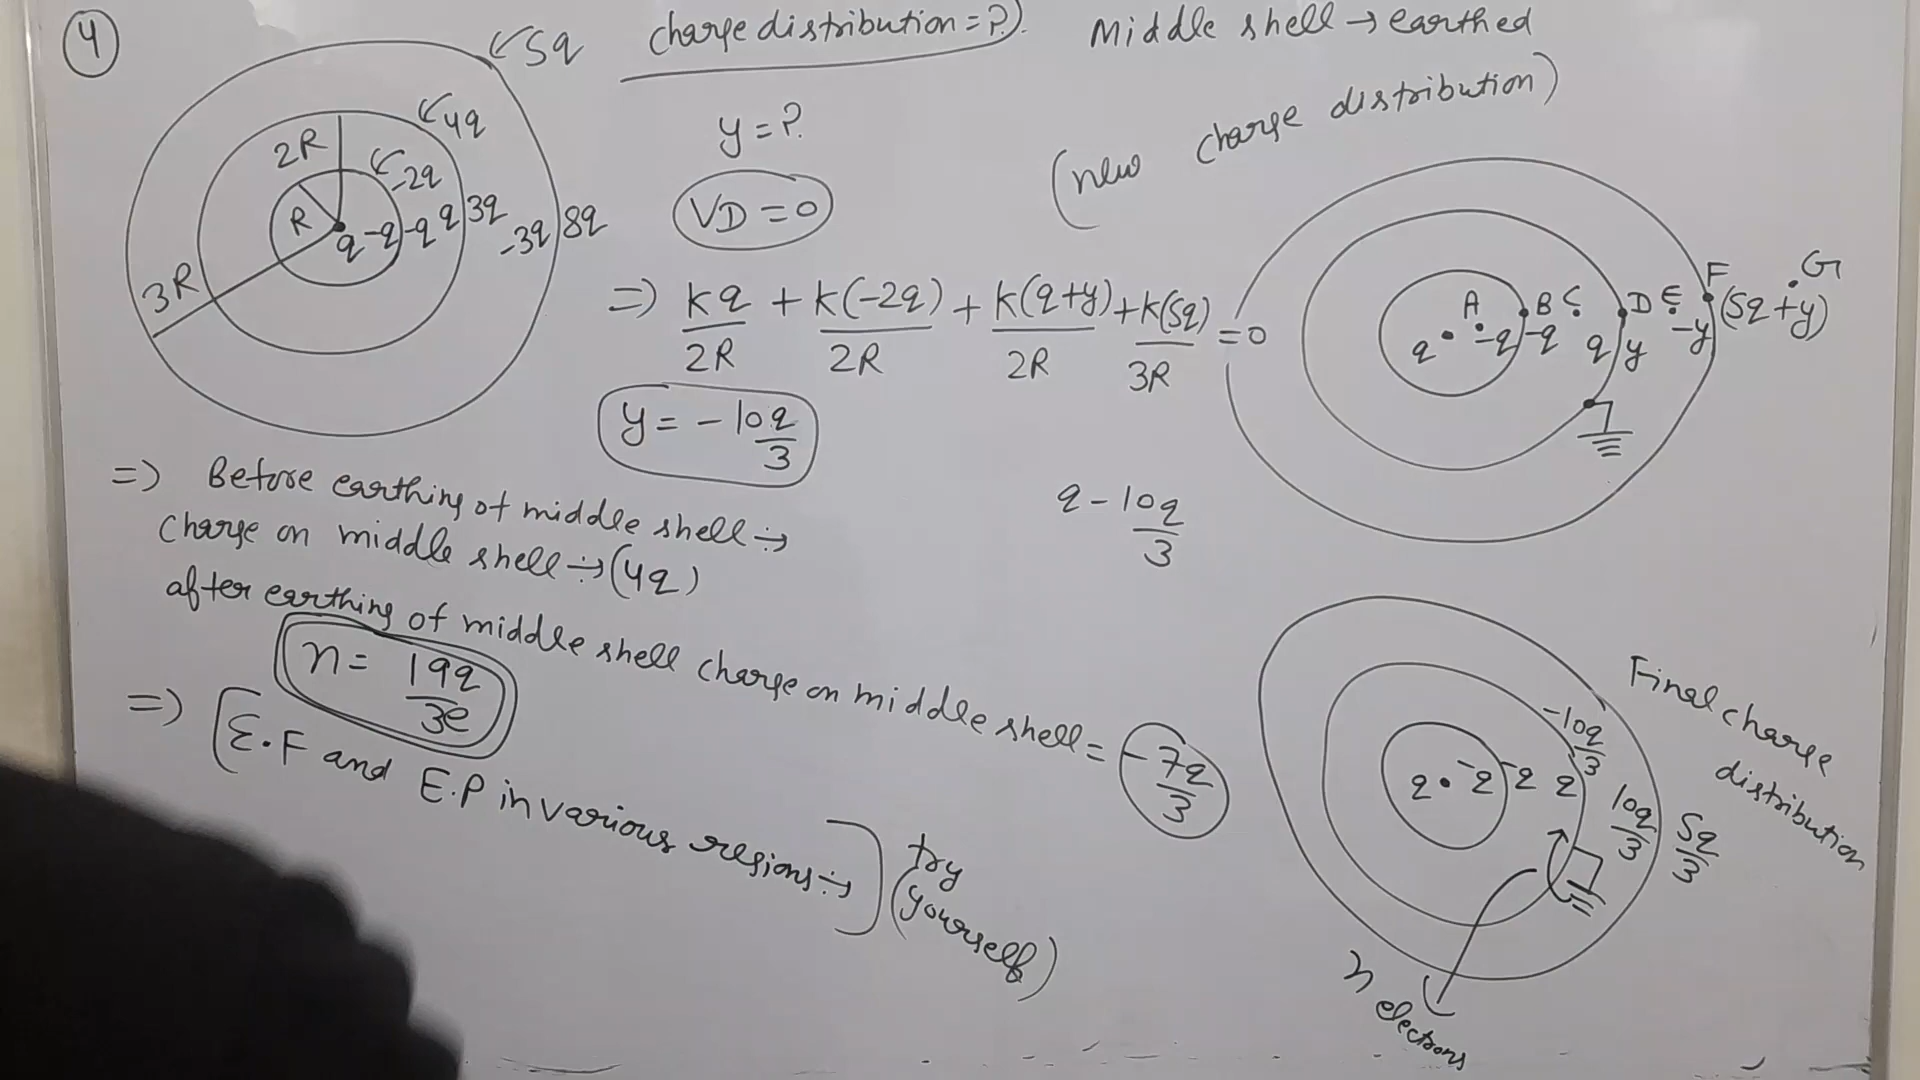 4
5q
charge distribution = ?
Middle shell → earthed
(new charge distribution)
4q
2R
-2q
R
q -q -q q 3q -3q 8q
3R
y = ?
VD = 0
=> Kq/2R + K(-2q)/2R + K(q+y)/2R + K(5q)/3R = 0
y = -10q/3
A B C D E F G
q -q -q q y -y (5q+y)
=> Before earthing of middle shell ÷→
charge on middle shell ÷→ (4q)
q - 10q/3
after earthing of middle shell charge on middle shell = -7q/3
n = 19q/3e
=> [E.F and E.P in various regions ÷→]
(try
yourself)
Final charge
distribution
q -q -q q -10q/3 10q/3 5q/3
n electrons